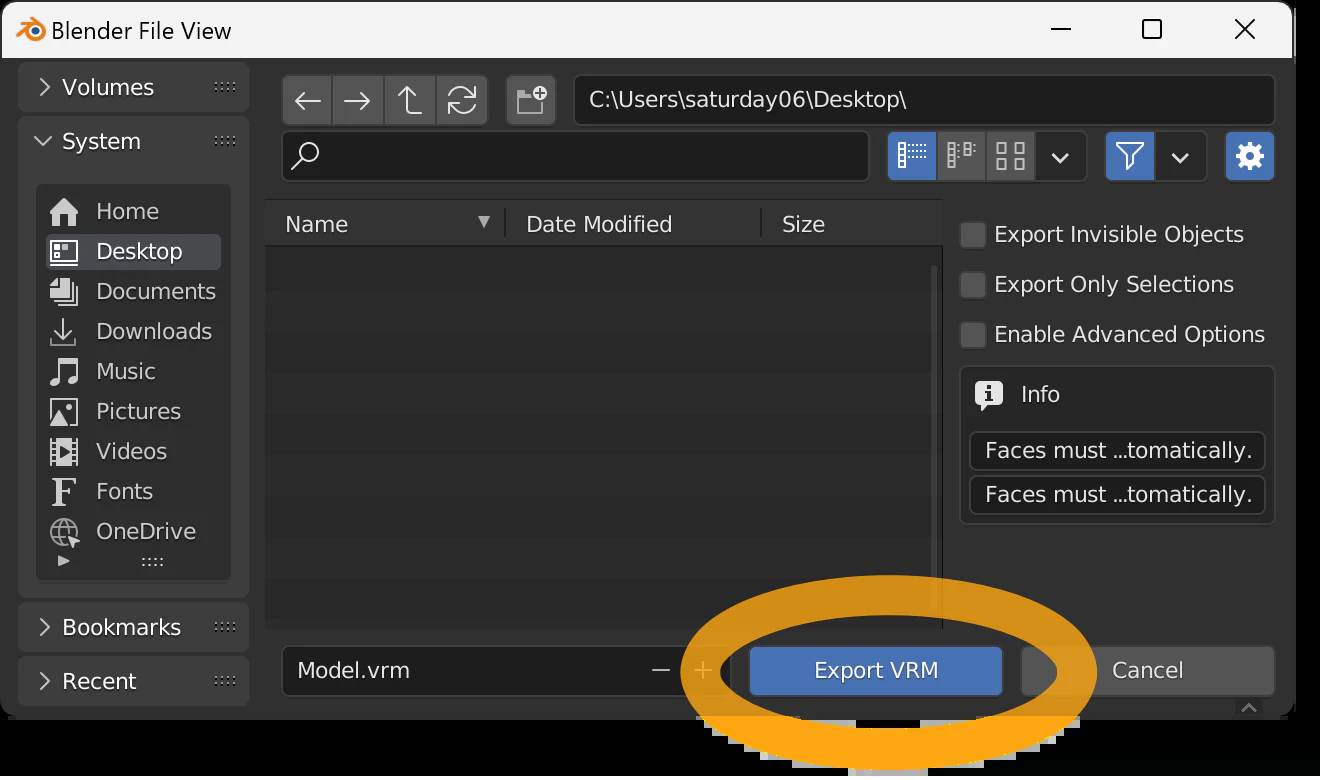 Blender File View
Volumes
System
Home
Desktop
Documents
Downloads
Music
Pictures
Videos
Fonts
OneDrive
Bookmarks
Recent
C:\Users\saturday06\Desktop\
Name
Date Modified
Size
Export Invisible Objects
Export Only Selections
Enable Advanced Options
Info
Faces must ...tomatically.
Faces must ...tomatically.
Model.vrm
Export VRM
Cancel